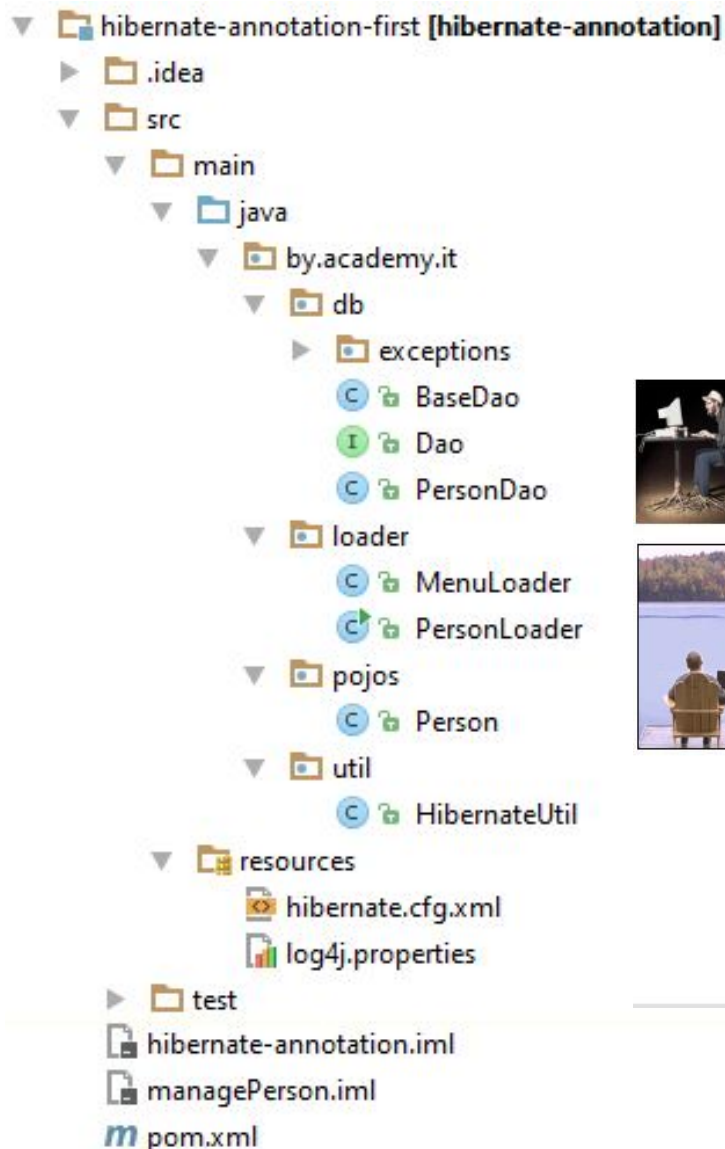 hibernate-annotation-first [hibernate-annotation]
.idea
src
main
java
by.academy.it
db
exceptions
BaseDao
Dao
PersonDao
loader
MenuLoader
PersonLoader
pojos
Person
util
HibernateUtil
resources
hibernate.cfg.xml
log4j.properties
test
hibernate-annotation.iml
managePerson.iml
pom.xml